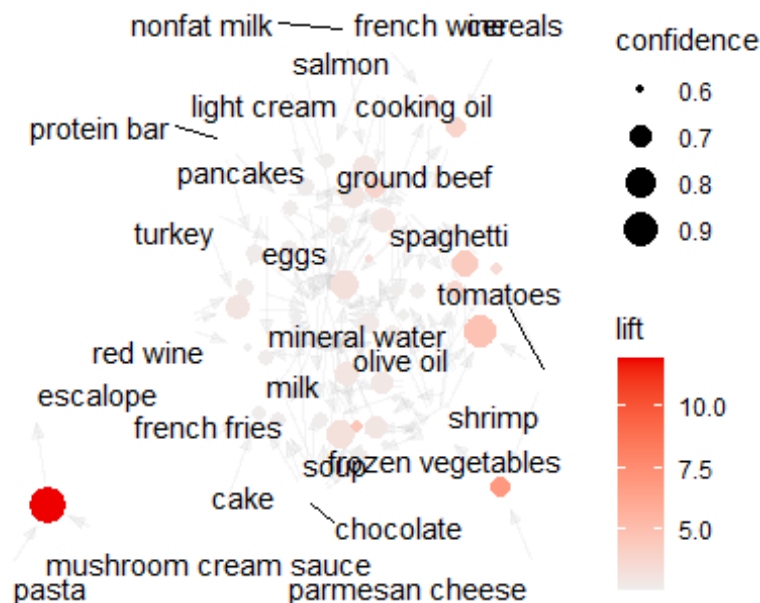 nonfat milk
french wine
cereals
salmon
light cream
cooking oil
protein bar
pancakes
ground beef
turkey
eggs
spaghetti
tomatoes
mineral water
red wine
olive oil
escalope
milk
french fries
shrimp
soup
frozen vegetables
cake
chocolate
mushroom cream sauce
pasta
parmesan cheese
confidence
0.6
0.7
0.8
0.9
lift
10.0
7.5
5.0